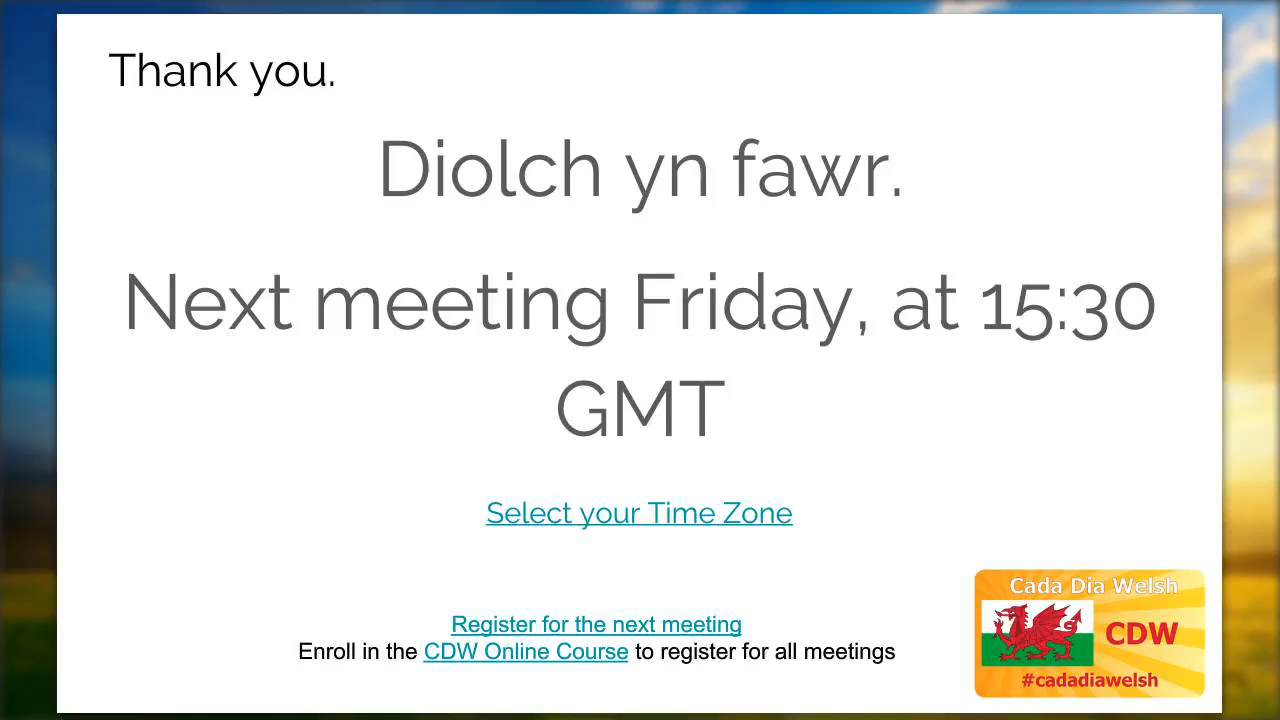 Thank you.
Diolch yn fawr.
Next meeting Friday, at 15:30
GMT
Select your Time Zone
Register for the next meeting
Enroll in the CDW Online Course to register for all meetings
Cada Dia Welsh
CDW
#cadadiawelsh